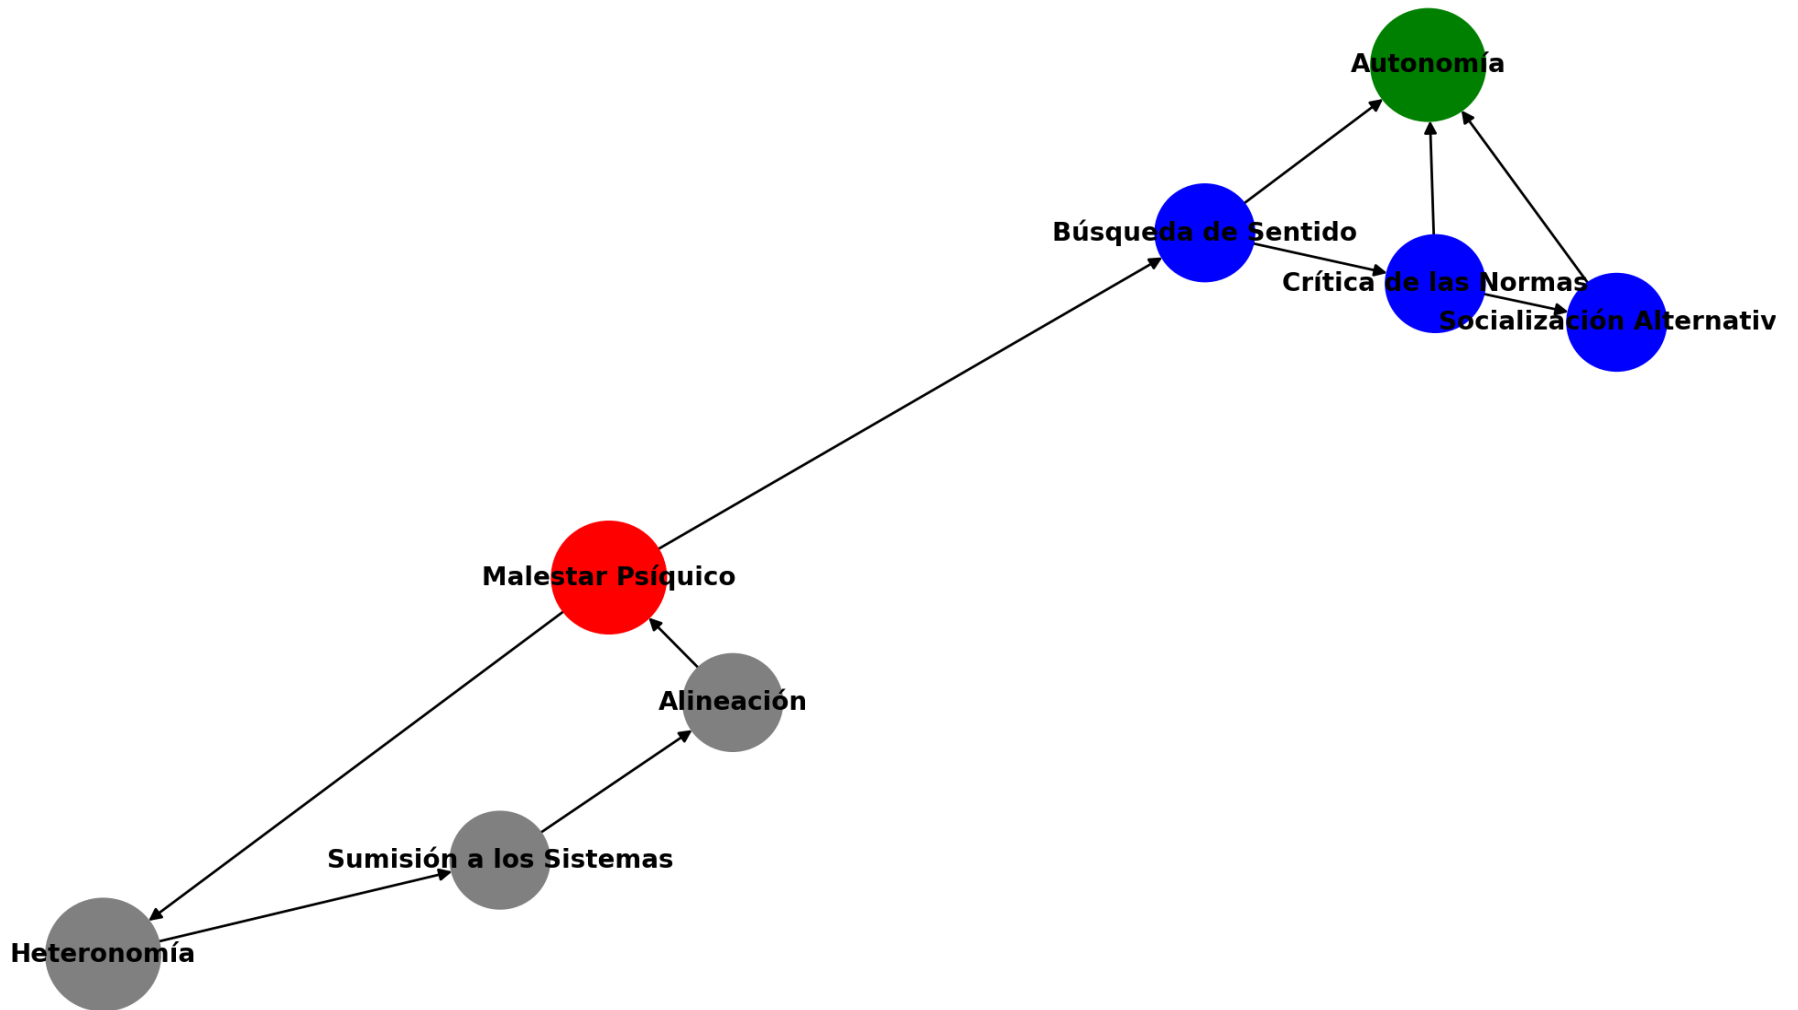 Autonomía
Búsqueda de Sentido
Crítica de las Normas
Socialización Alternativ
Malestar Psíquico
Alineación
Sumisión a los Sistemas
Heteronomía